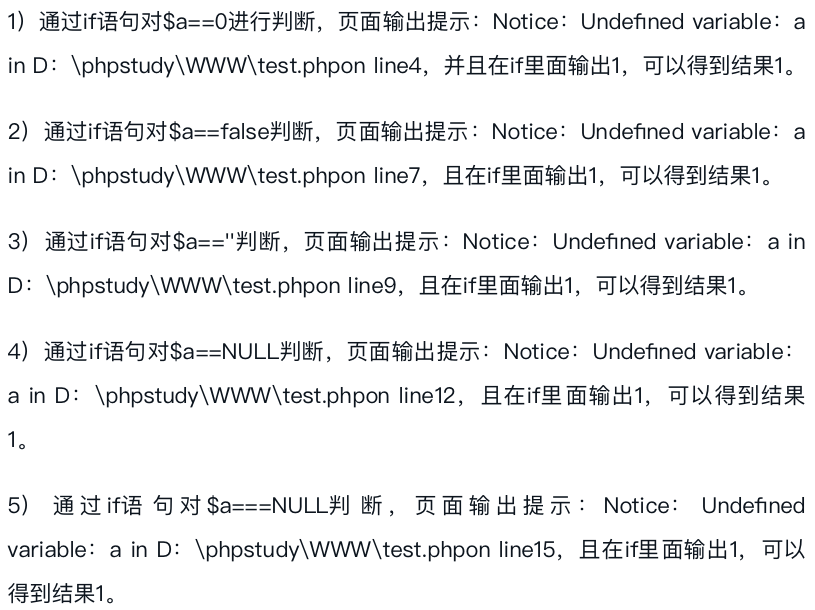 1）通过if语句对$a==0进行判断，页面输出提示：Notice：Undefined variable：a
in D：\phpstudy\WWW\test.phpon line4，并且在if里面输出1，可以得到结果1。
2）通过if语句对$a==false判断，页面输出提示：Notice：Undefined variable：a
in D：\phpstudy\WWW\test.phpon line7，且在if里面输出1，可以得到结果1。
3）通过if语句对$a==''判断，页面输出提示：Notice：Undefined variable：a in
D：\phpstudy\WWW\test.phpon line9，且在if里面输出1，可以得到结果1。
4）通过if语句对$a==NULL判断，页面输出提示：Notice：Undefined variable：
a in D：\phpstudy\WWW\test.phpon line12，且在if里面输出1，可以得到结果
1。
5）通过if语句对$a===NULL判断，页面输出提示：Notice： Undefined
variable：a in D：\phpstudy\WWW\test.phpon line15，且在if里面输出1，可以
得到结果1。